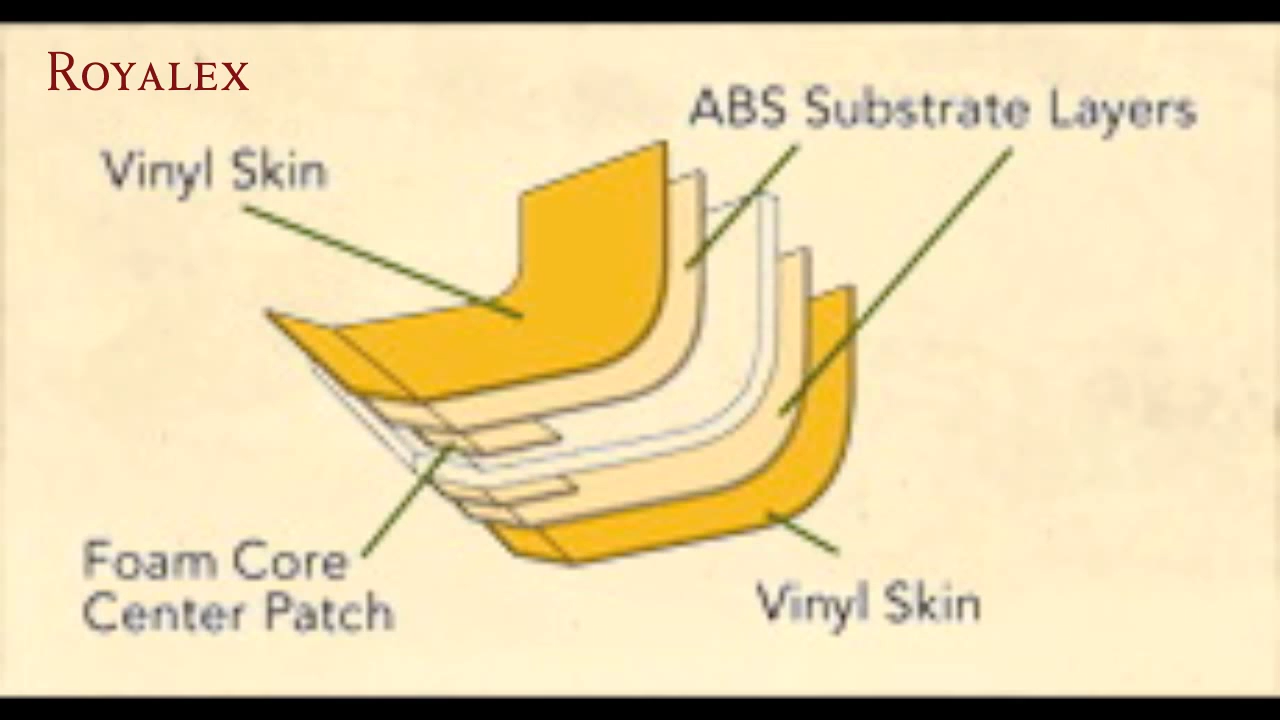 ROYALEX
ABS Substrate Layers
Vinyl Skin
Foam Core
Center Patch
Vinyl Skin